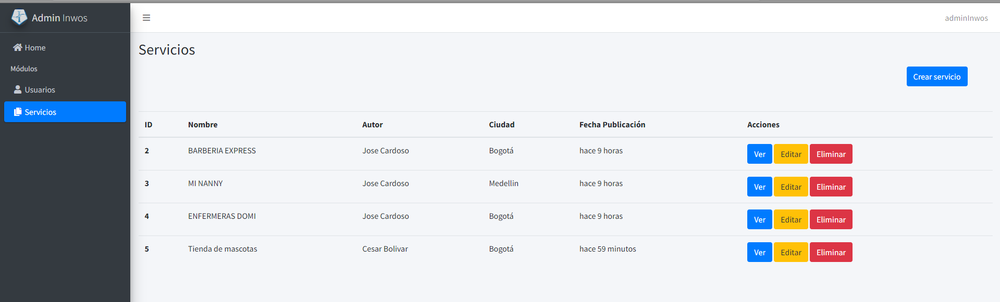 Admin Inwos
adminInwos
Home
Módulos
Usuarios
Servicios
Servicios
Crear servicio
ID Nombre Autor Ciudad Fecha Publicación Acciones
2 BARBERIA EXPRESS Jose Cardoso Bogotá hace 9 horas Ver Editar Eliminar
3 MI NANNY Jose Cardoso Medellin hace 9 horas Ver Editar Eliminar
4 ENFERMERAS DOMI Jose Cardoso Bogotá hace 9 horas Ver Editar Eliminar
5 Tienda de mascotas Cesar Bolivar Bogotá hace 59 minutos Ver Editar Eliminar